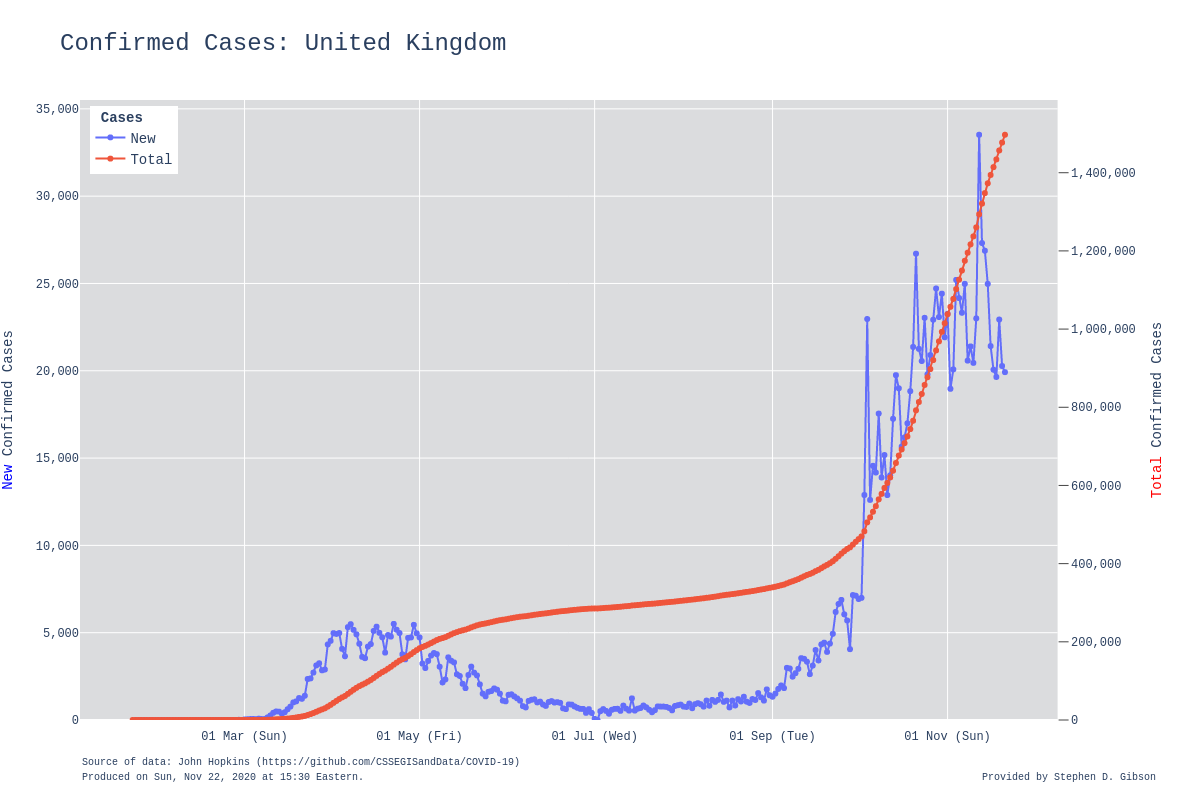 Confirmed Cases: United Kingdom
Cases
New
Total
35,000
30,000
25,000
20,000
15,000
10,000
5,000
0
New Confirmed Cases
1,400,000
1,200,000
1,000,000
800,000
600,000
400,000
200,000
0
Total Confirmed Cases
01 Mar (Sun)
01 May (Fri)
01 Jul (Wed)
01 Sep (Tue)
01 Nov (Sun)
Source of data: John Hopkins (https://github.com/CSSEGISandData/COVID-19)
Produced on Sun, Nov 22, 2020 at 15:30 Eastern.
Provided by Stephen D. Gibson